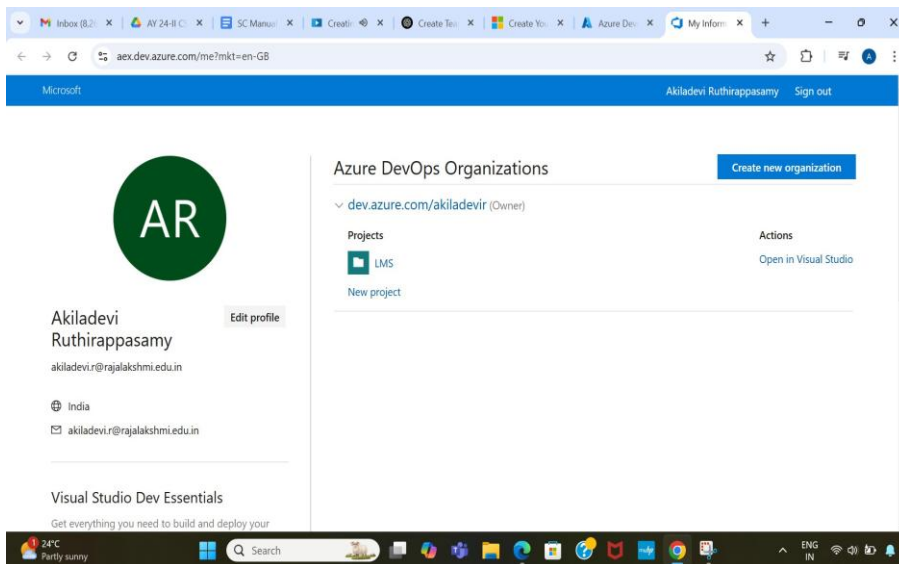 Inbox (8,2
AY 24-II C
SC Manual
Creatin
Create Tea
Create You
Azure Dev
My Inform
aex.dev.azure.com/me?mkt=en-GB
A
Microsoft
Akiladevi Ruthirappasamy
Sign out
AR
Akiladevi
Ruthirappasamy
Edit profile
akiladevi.r@rajalakshmi.edu.in
India
akiladevi.r@rajalakshmi.edu.in
Visual Studio Dev Essentials
Get everything you need to build and deploy your
Azure DevOps Organizations
Create new organization
dev.azure.com/akiladevir (Owner)
Projects
Actions
LMS
Open in Visual Studio
New project
1
24°C
Partly sunny
Search
ENG
IN